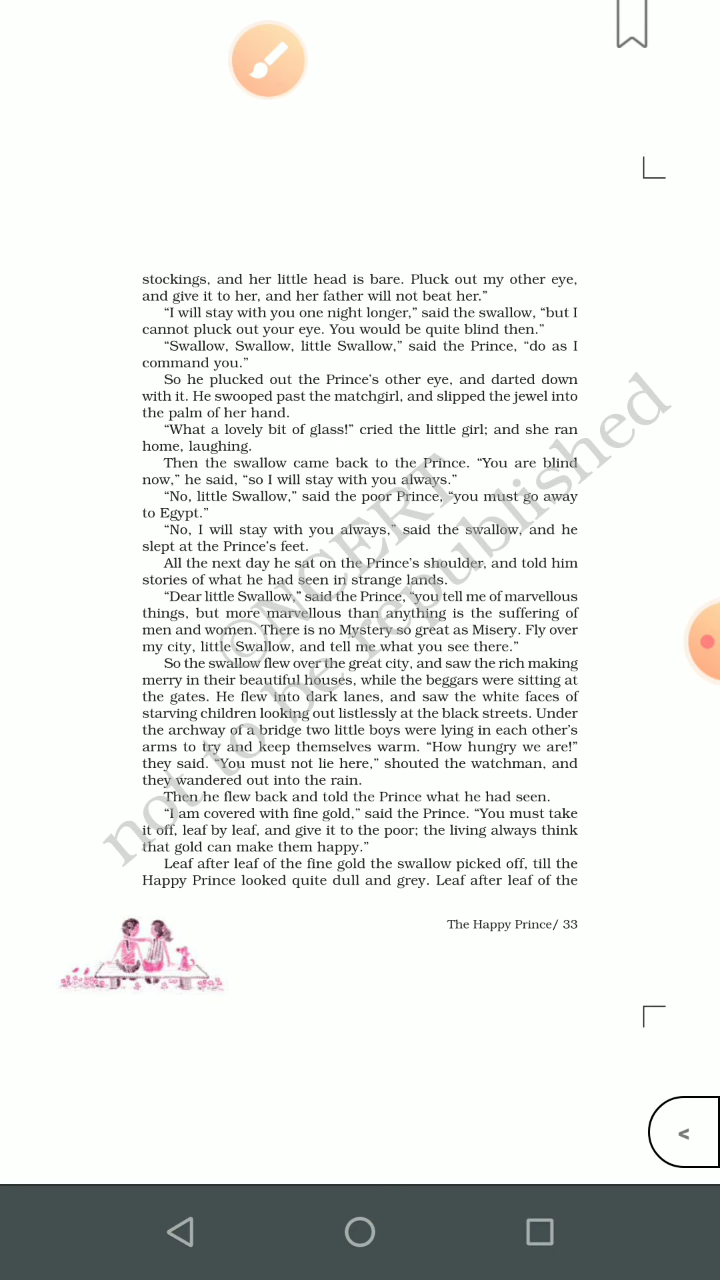 stockings, and her little head is bare. Pluck out my other eye,
and give it to her, and her father will not beat her.”
“I will stay with you one night longer,” said the swallow, “but I
cannot pluck out your eye. You would be quite blind then.”
“Swallow, Swallow, little Swallow,” said the Prince, “do as I
command you.”
So he plucked out the Prince’s other eye, and darted down
with it. He swooped past the matchgirl, and slipped the jewel into
the palm of her hand.
“What a lovely bit of glass!” cried the little girl; and she ran
home, laughing.
Then the swallow came back to the Prince. “You are blind
now,” he said, “so I will stay with you always.”
“No, little Swallow,” said the poor Prince, “you must go away
to Egypt.”
“No, I will stay with you always,” said the swallow, and he
slept at the Prince’s feet.
All the next day he sat on the Prince’s shoulder, and told him
stories of what he had seen in strange lands.
“Dear little Swallow,” said the Prince, “you tell me of marvellous
things, but more marvellous than anything is the suffering of
men and women. There is no Mystery so great as Misery. Fly over
my city, little Swallow, and tell me what you see there.”
So the swallow flew over the great city, and saw the rich making
merry in their beautiful houses, while the beggars were sitting at
the gates. He flew into dark lanes, and saw the white faces of
starving children looking out listlessly at the black streets. Under
the archway of a bridge two little boys were lying in each other’s
arms to try and keep themselves warm. “How hungry we are!”
they said. “You must not lie here,” shouted the watchman, and
they wandered out into the rain.
Then he flew back and told the Prince what he had seen.
“I am covered with fine gold,” said the Prince. “You must take
it off, leaf by leaf, and give it to the poor; the living always think
that gold can make them happy.”
Leaf after leaf of the fine gold the swallow picked off, till the
Happy Prince looked quite dull and grey. Leaf after leaf of the
The Happy Prince/ 33
©NCERT
not to be republished